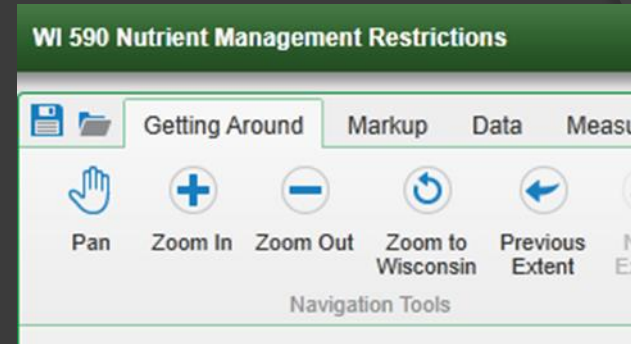 WI 590 Nutrient Management Restrictions
Getting Around Markup Data
Pan Zoom In Zoom Out Zoom to Wisconsin Previous Extent
Navigation Tools